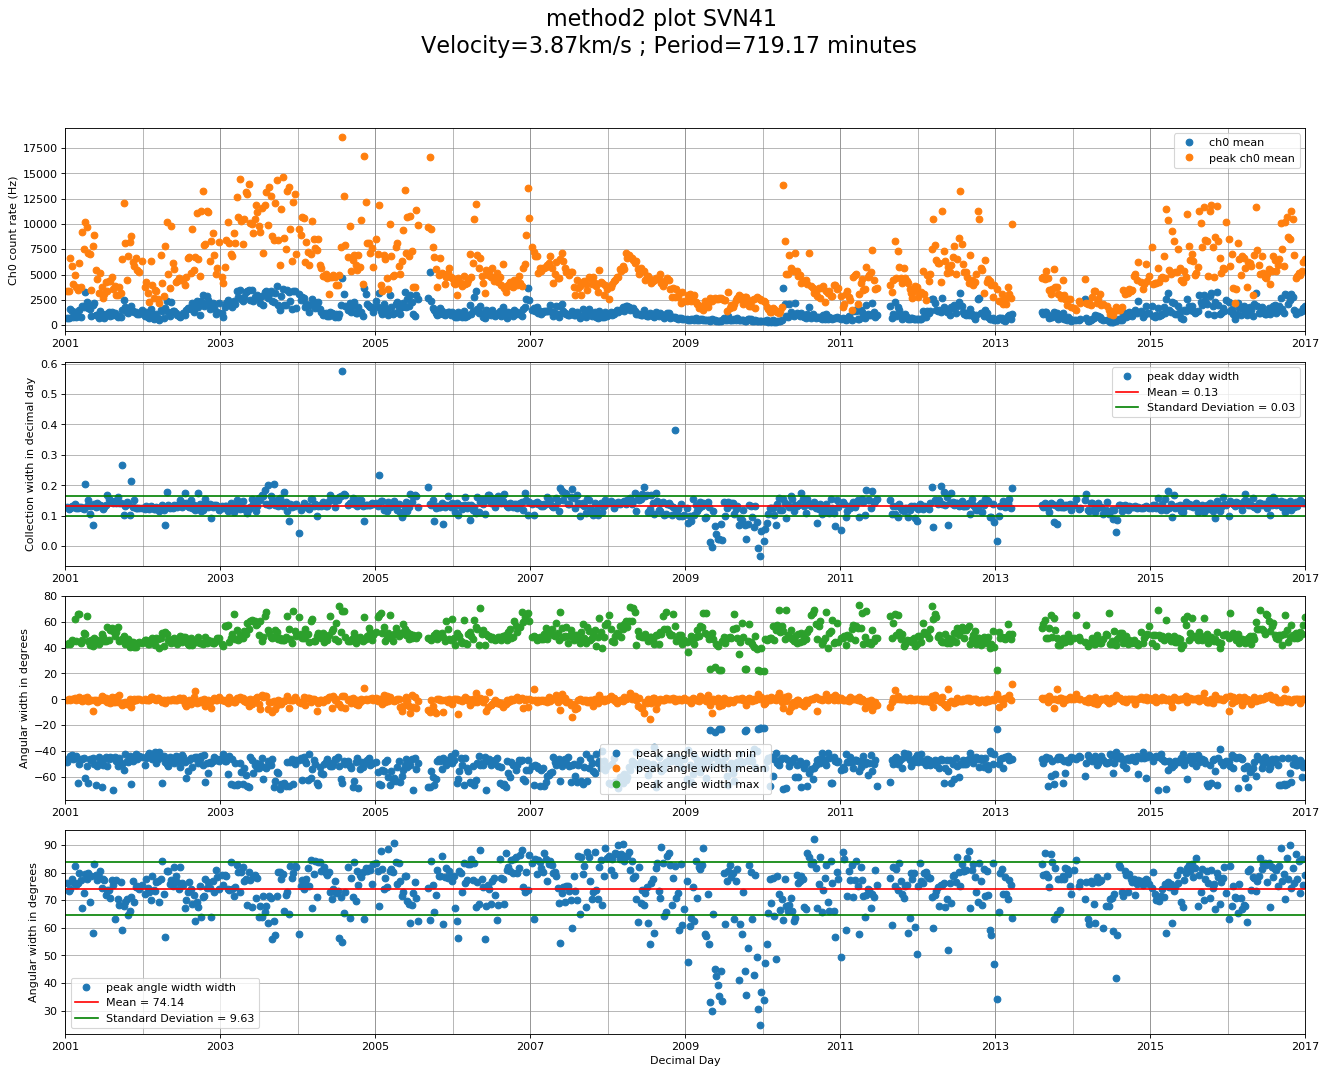 method2 plot SVN41
Velocity=3.87km/s ; Period=719.17 minutes
Ch0 count rate (Hz)
17500
15000
12500
10000
7500
5000
2500
0
ch0 mean
peak ch0 mean
2001 2003 2005 2007 2009 2011 2013 2015 2017
Collection width in decimal day
0.6
0.5
0.4
0.3
0.2
0.1
0.0
peak dday width
Mean = 0.13
Standard Deviation = 0.03
2001 2003 2005 2007 2009 2011 2013 2015 2017
Angular width in degrees
80
60
40
20
0
−20
−40
−60
peak angle width min
peak angle width mean
peak angle width max
2001 2003 2005 2007 2009 2011 2013 2015 2017
Angular width in degrees
90
80
70
60
50
40
30
peak angle width width
Mean = 74.14
Standard Deviation = 9.63
2001 2003 2005 2007 2009 2011 2013 2015 2017
Decimal Day